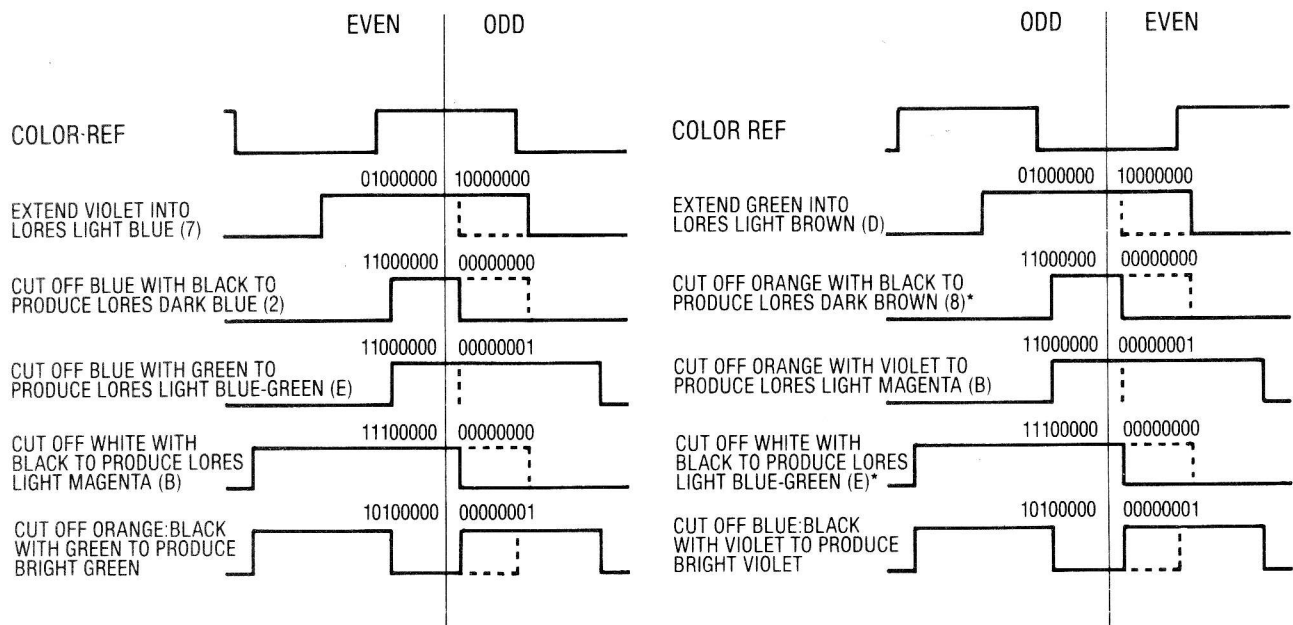 EVEN ODD
COLOR-REF
01000000 10000000
EXTEND VIOLET INTO
LORES LIGHT BLUE (7)
11000000 00000000
CUT OFF BLUE WITH BLACK TO
PRODUCE LORES DARK BLUE (2)
11000000 00000001
CUT OFF BLUE WITH GREEN TO
PRODUCE LORES LIGHT BLUE-GREEN (E)
11100000 00000000
CUT OFF WHITE WITH
BLACK TO PRODUCE LORES
LIGHT MAGENTA (B)
10100000 00000001
CUT OFF ORANGE:BLACK
WITH GREEN TO PRODUCE
BRIGHT GREEN
ODD EVEN
COLOR REF
01000000 10000000
EXTEND GREEN INTO
LORES LIGHT BROWN (D)
11000000 00000000
CUT OFF ORANGE WITH BLACK TO
PRODUCE LORES DARK BROWN (8)*
11000000 00000001
CUT OFF ORANGE WITH VIOLET TO
PRODUCE LORES LIGHT MAGENTA (B)
11100000 00000000
CUT OFF WHITE WITH
BLACK TO PRODUCE LORES
LIGHT BLUE-GREEN (E)*
10100000 00000001
CUT OFF BLUE:BLACK
WITH VIOLET TO PRODUCE
BRIGHT VIOLET